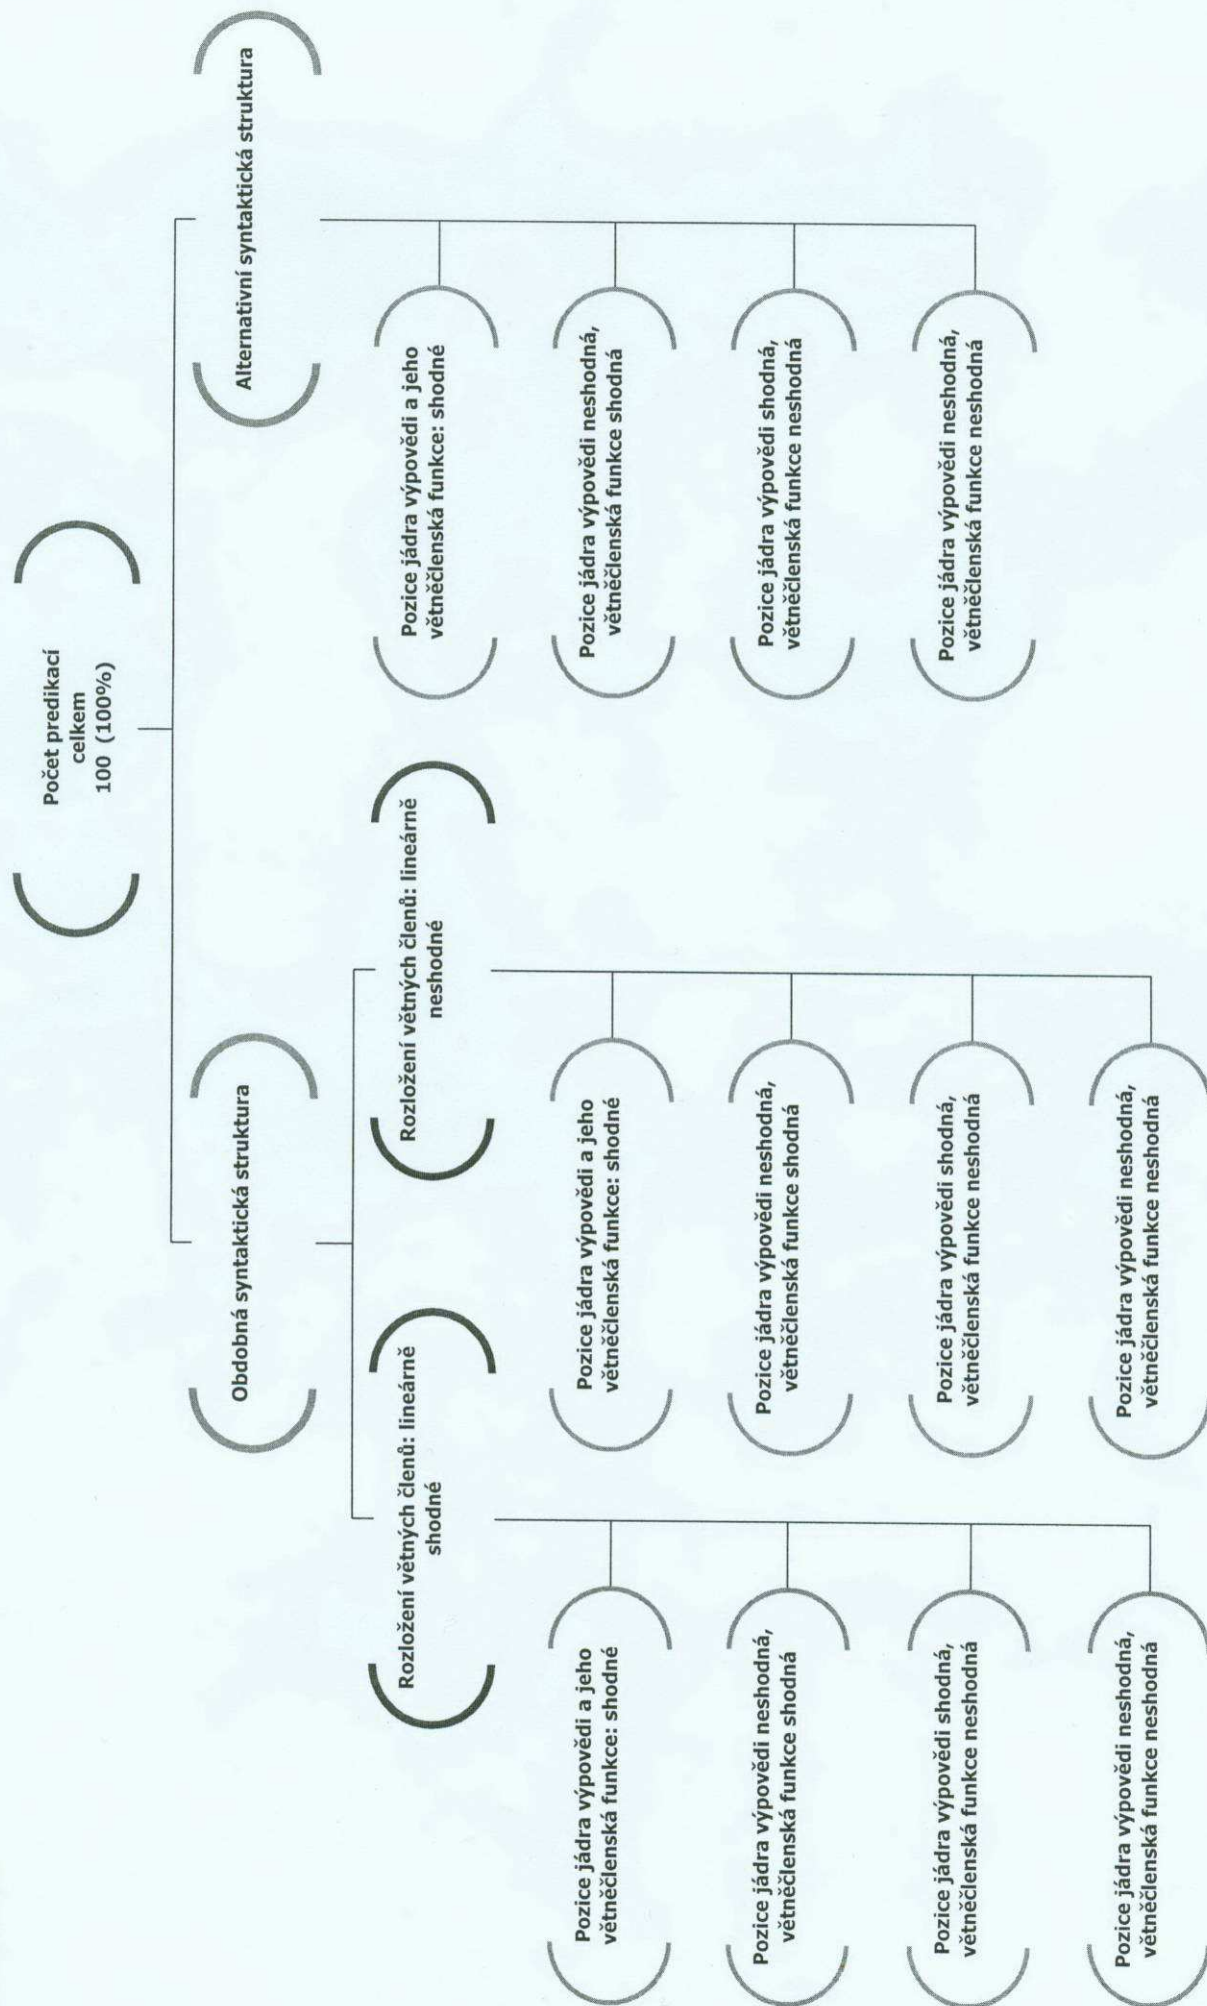 Počet predikací
celkem
100 (100%)
Obdobná syntaktická struktura
Alternativní syntaktická struktura
Rozložení větných členů: lineárně
shodné
Rozložení větných členů: lineárně
neshodné
Pozice jádra výpovědi a jeho
větněčlenská funkce: shodné
Pozice jádra výpovědi neshodná,
větněčlenská funkce shodná
Pozice jádra výpovědi shodná,
větněčlenská funkce neshodná
Pozice jádra výpovědi neshodná,
větněčlenská funkce neshodná
Pozice jádra výpovědi a jeho
větněčlenská funkce: shodné
Pozice jádra výpovědi neshodná,
větněčlenská funkce shodná
Pozice jádra výpovědi shodná,
větněčlenská funkce neshodná
Pozice jádra výpovědi neshodná,
větněčlenská funkce neshodná
Pozice jádra výpovědi a jeho
větněčlenská funkce: shodné
Pozice jádra výpovědi neshodná,
větněčlenská funkce shodná
Pozice jádra výpovědi shodná,
větněčlenská funkce neshodná
Pozice jádra výpovědi neshodná,
větněčlenská funkce neshodná